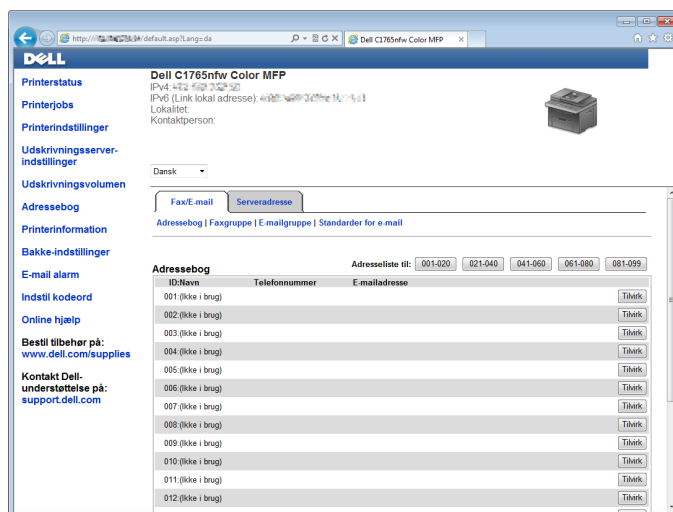 http://
/default.asp?Lang=da
Dell C1765nfw Color MFP
DELL
Printerstatus
Printerjobs
Printerindstillinger
Udskrivningsserver-
indstillinger
Udskrivningsvolumen
Adressebog
Printerinformation
Bakke-indstillinger
E-mail alarm
Indstil kodeord
Online hjælp
Bestil tilbehør på:
www.dell.com/supplies
Kontakt Dell-
understøttelse på:
support.dell.com
Dell C1765nfw Color MFP
IPv4:
IPv6 (Link lokal adresse):
Lokalitet:
Kontaktperson:
Dansk
Fax/E-mail Serveradresse
Adressebog | Faxgruppe | E-mailgruppe | Standarder for e-mail
Adresseliste til: 001-020 021-040 041-060 061-080 081-099
Adressebog
ID:Navn Telefonnummer E-mailadresse
001:(Ikke i brug) Tilvirk
002:(Ikke i brug) Tilvirk
003:(Ikke i brug) Tilvirk
004:(Ikke i brug) Tilvirk
005:(Ikke i brug) Tilvirk
006:(Ikke i brug) Tilvirk
007:(Ikke i brug) Tilvirk
008:(Ikke i brug) Tilvirk
009:(Ikke i brug) Tilvirk
010:(Ikke i brug) Tilvirk
011:(Ikke i brug) Tilvirk
012:(Ikke i brug) Tilvirk